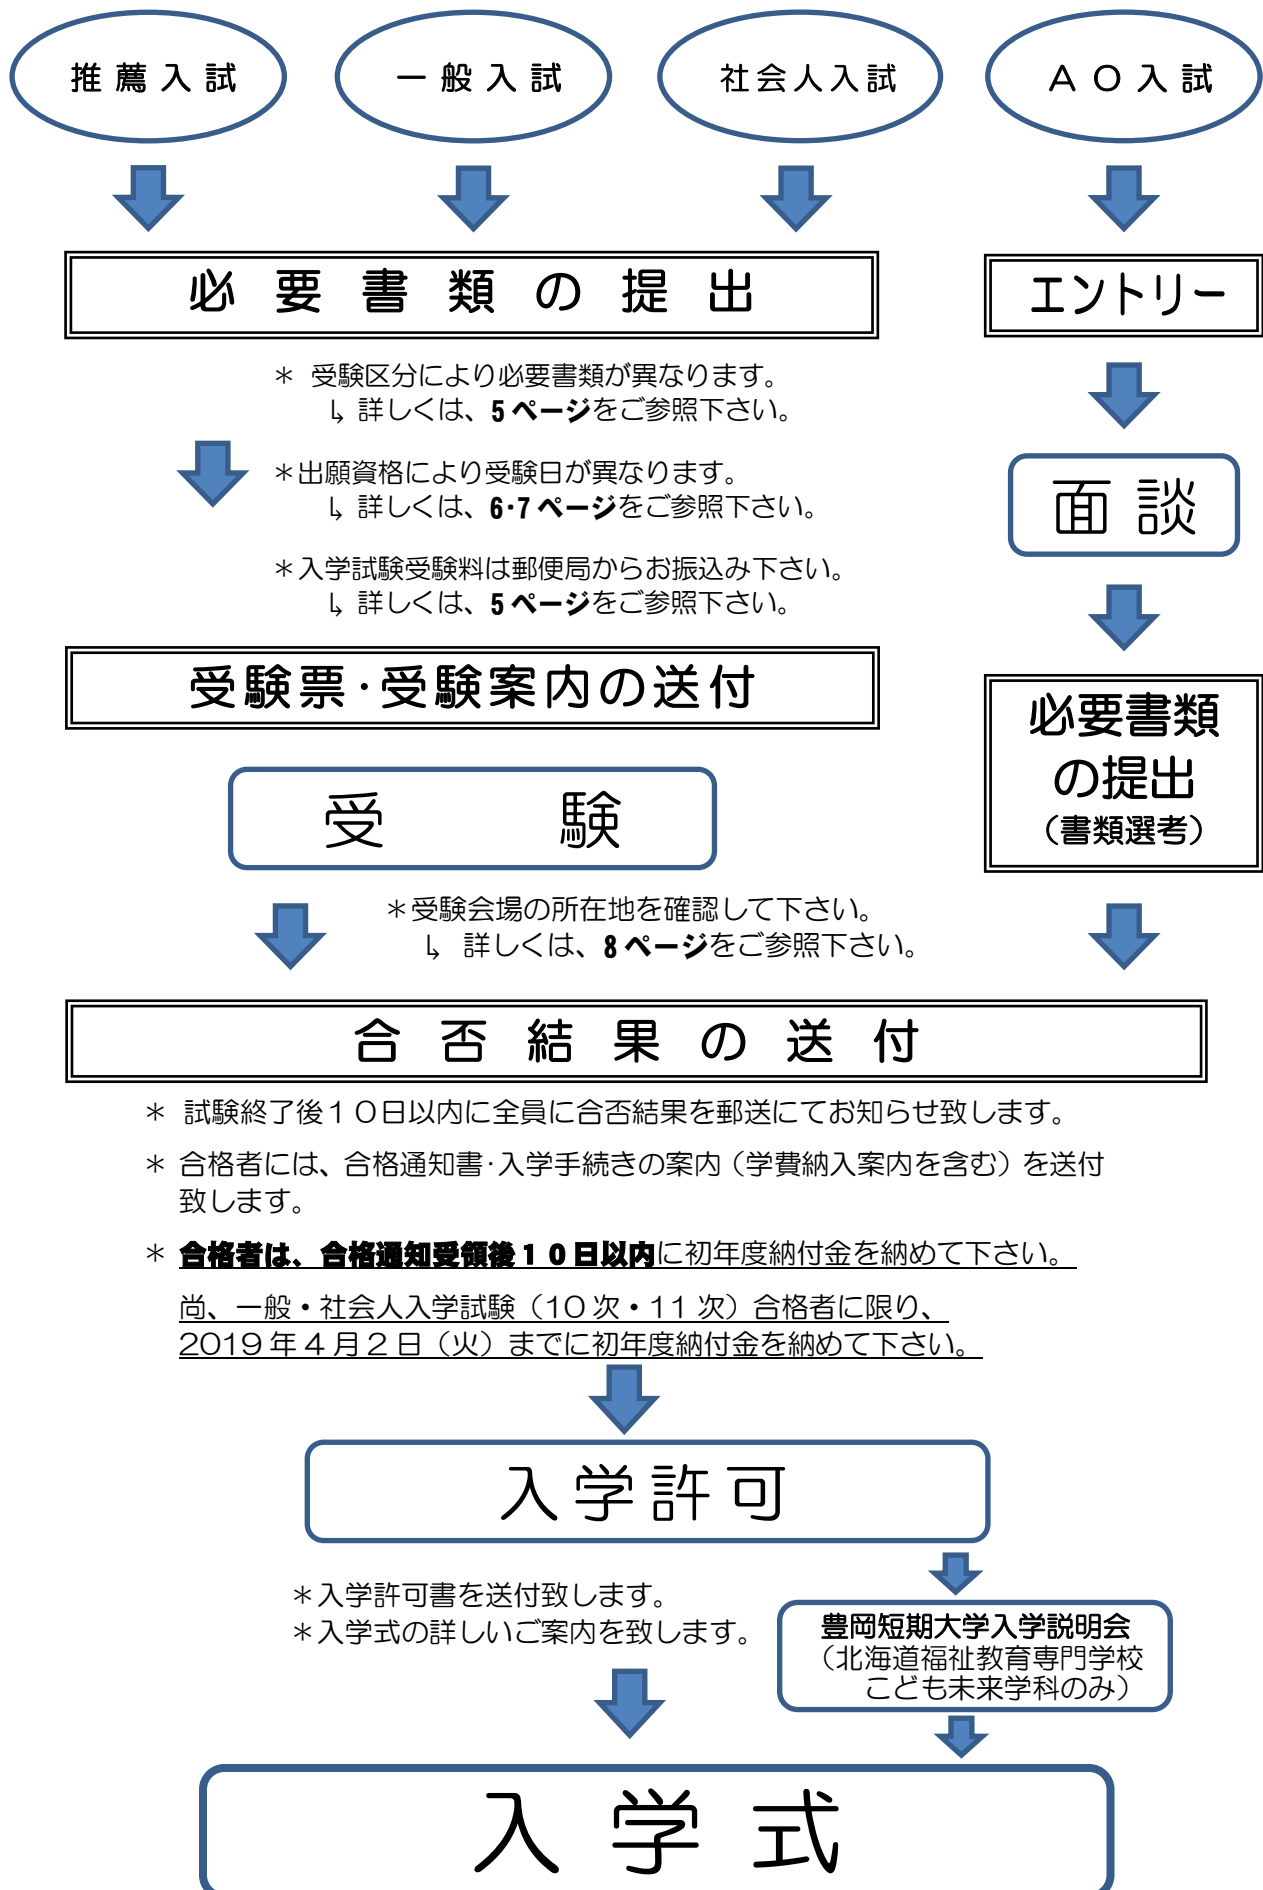 推薦入試
一般入試
社会人入試
ＡＯ入試
必要書類の提出
エントリー
＊ 受験区分により必要書類が異なります。
↳ 詳しくは、5ページをご参照下さい。
＊出願資格により受験日が異なります。
↳ 詳しくは、6・7ページをご参照下さい。
面談
＊入学試験受験料は郵便局からお振込み下さい。
↳ 詳しくは、5ページをご参照下さい。
受験票・受験案内の送付
必要書類
の提出
（書類選考）
受験
＊受験会場の所在地を確認して下さい。
↳ 詳しくは、8ページをご参照下さい。
合否結果の送付
＊ 試験終了後１０日以内に全員に合否結果を郵送にてお知らせ致します。
＊ 合格者には、合格通知書・入学手続きの案内（学費納入案内を含む）を送付
致します。
＊ 合格者は、合格通知受領後１０日以内に初年度納付金を納めて下さい。
尚、一般・社会人入学試験（10次・11次）合格者に限り、
2019年４月２日（火）までに初年度納付金を納めて下さい。
入学許可
＊入学許可書を送付致します。
＊入学式の詳しいご案内を致します。
豊岡短期大学入学説明会
（北海道福祉教育専門学校
こども未来学科のみ）
入学式